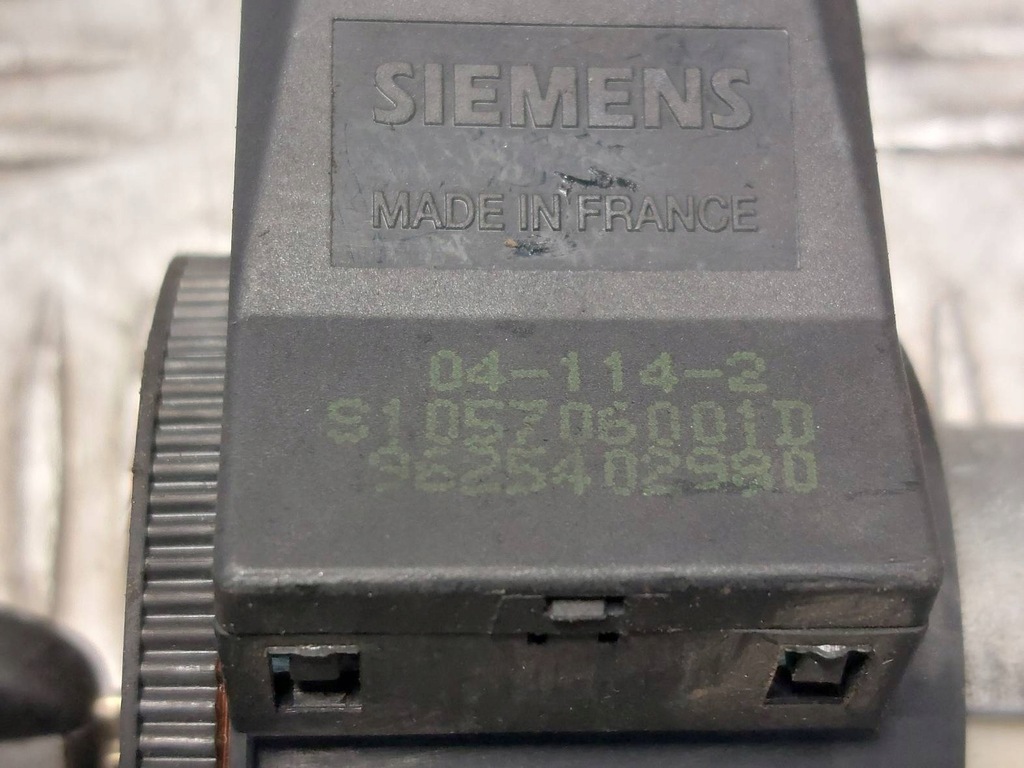 SIEMENS
MADE IN FRANCE
04-114-2
S105706001D
9625402980